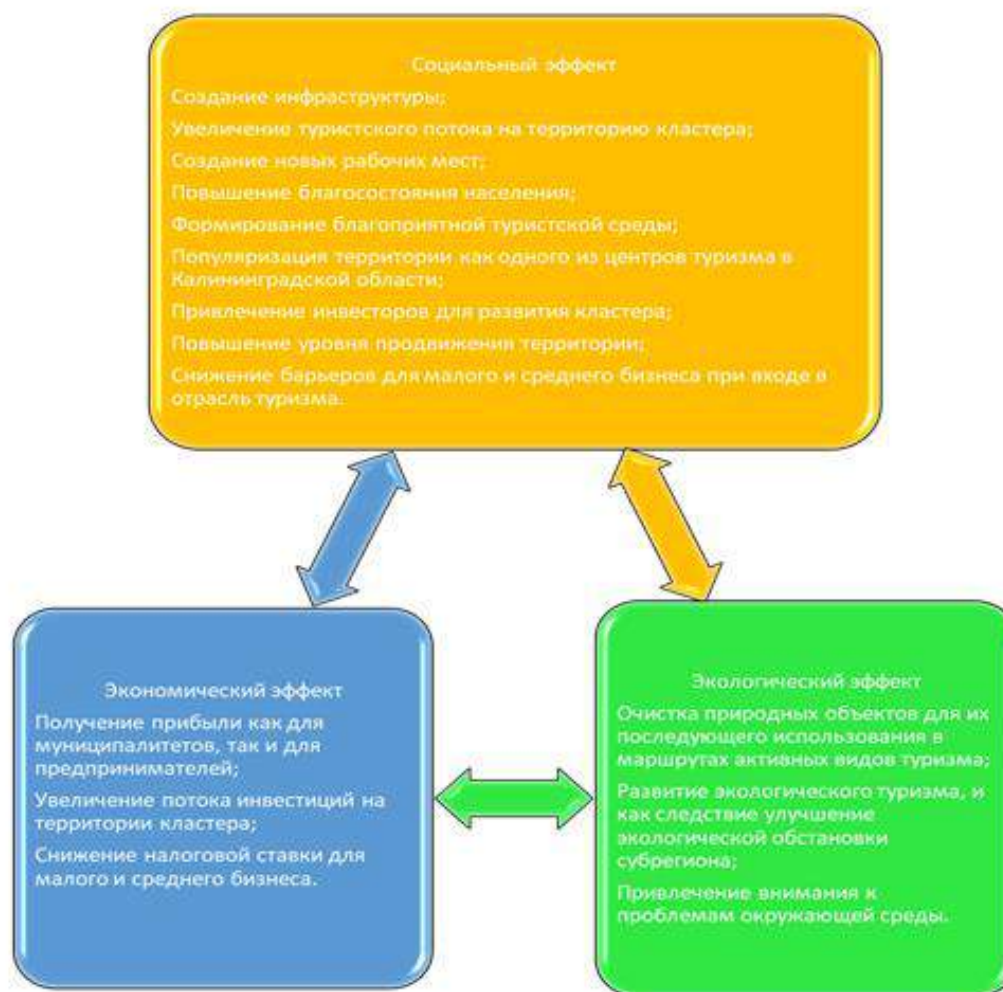 Социальный эффект
Создание инфраструктуры;
Увеличение туристского потока на территорию кластера;
Создание новых рабочих мест;
Повышение благосостояния населения;
Формирование благоприятной туристской среды;
Популяризация территории как одного из центров туризма в
Калининградской области;
Привлечение инвесторов для развития кластера;
Повышение уровня продвижения территории;
Снижение барьеров для малого и среднего бизнеса при входе в
отрасль туризма.
Экономический эффект
Получение прибыли как для
муниципалитетов, так и для
предпринимателей;
Увеличение потока инвестиций на
территории кластера;
Снижение налоговой ставки для
малого и среднего бизнеса.
Экологический эффект
Очистка природных объектов для их
последующего использования в
маршрутах активных видов туризма;
Развитие экологического туризма, и
как следствие улучшение
экологической обстановки
субрегиона;
Привлечение внимания к
проблемам окружающей среды.